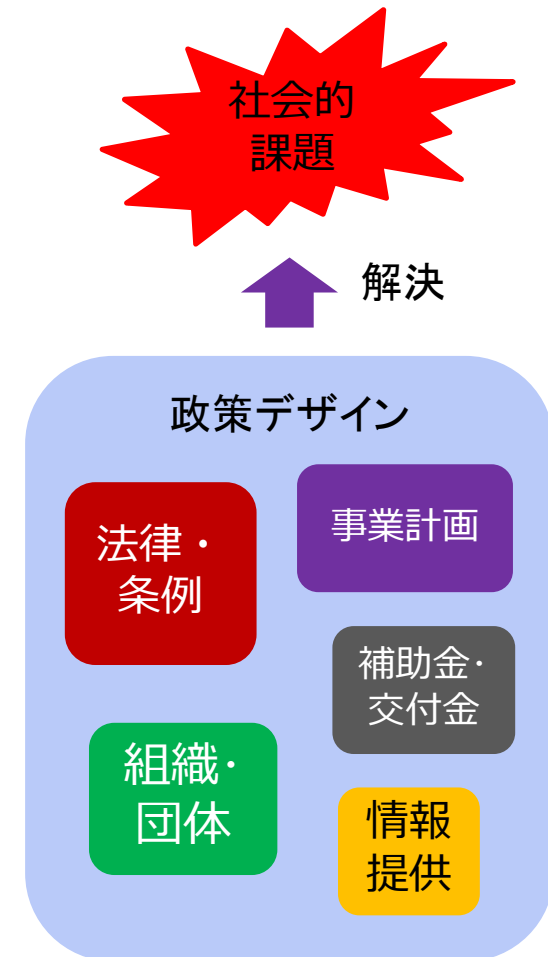 社会的
課題
解決
政策デザイン
法律・
条例
事業計画
補助金・
交付金
組織・
団体
情報
提供